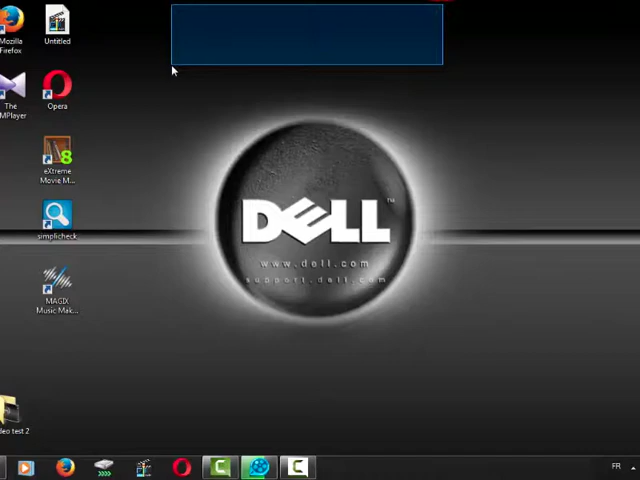 Mozilla
Firefox
Untitled
The
MPlayer
Opera
eXtreme
Movie M...
simplicheck
MAGIX
Music Mak...
deo test 2
DELL™
www.dell.com
support.dell.com
FR